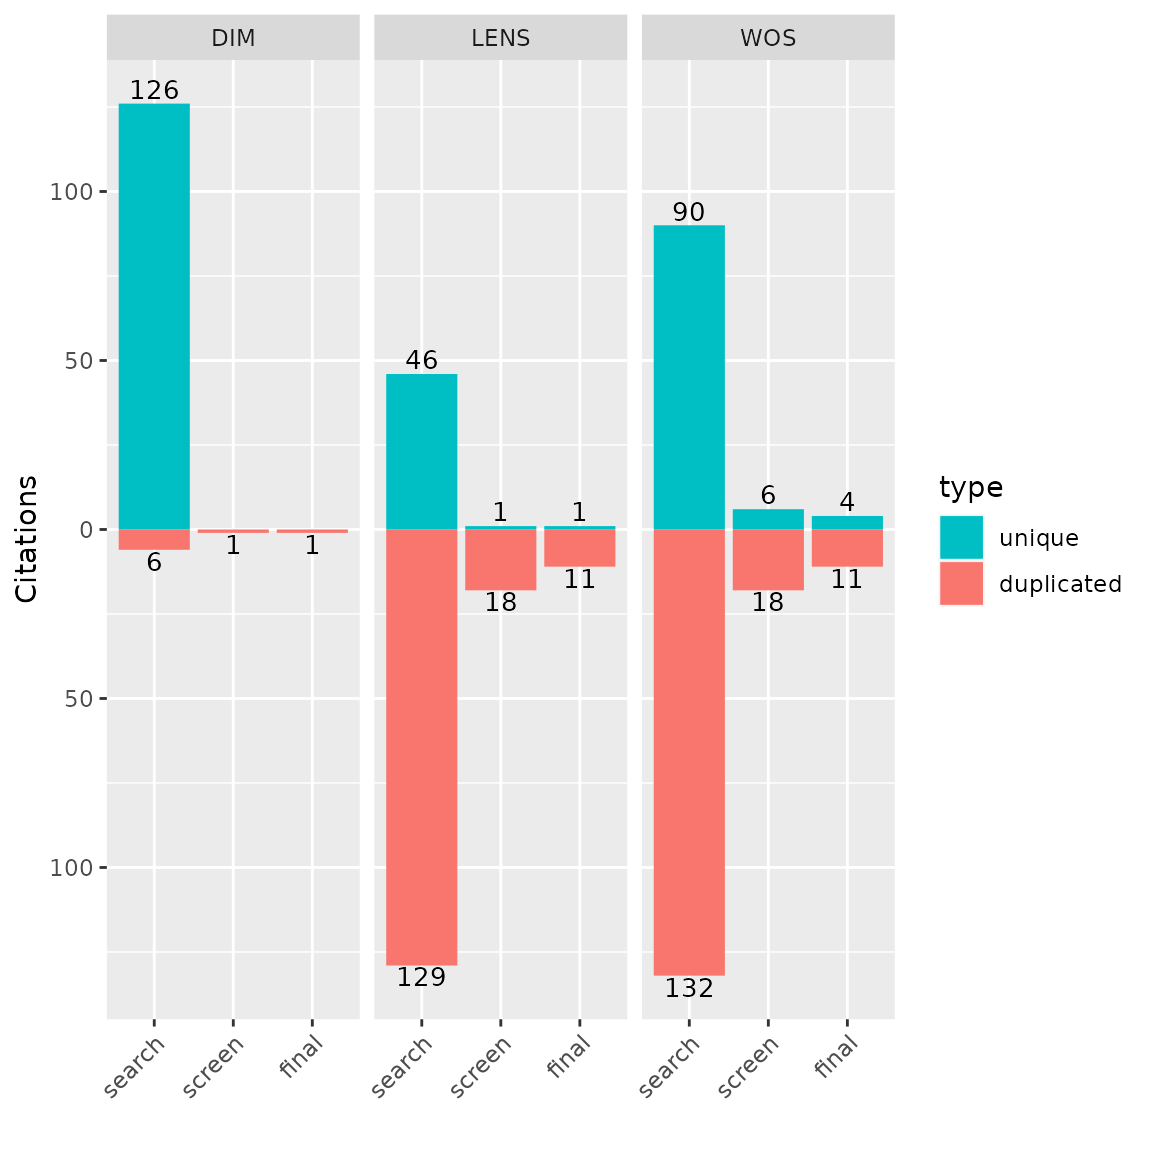 DIM LENS WOS
126
100
90
50
46
1 1 6 4
0
6 1 1 18 11 18 11
50
100
129 132
search screen final search screen final search screen final
Citations
type
unique
duplicated